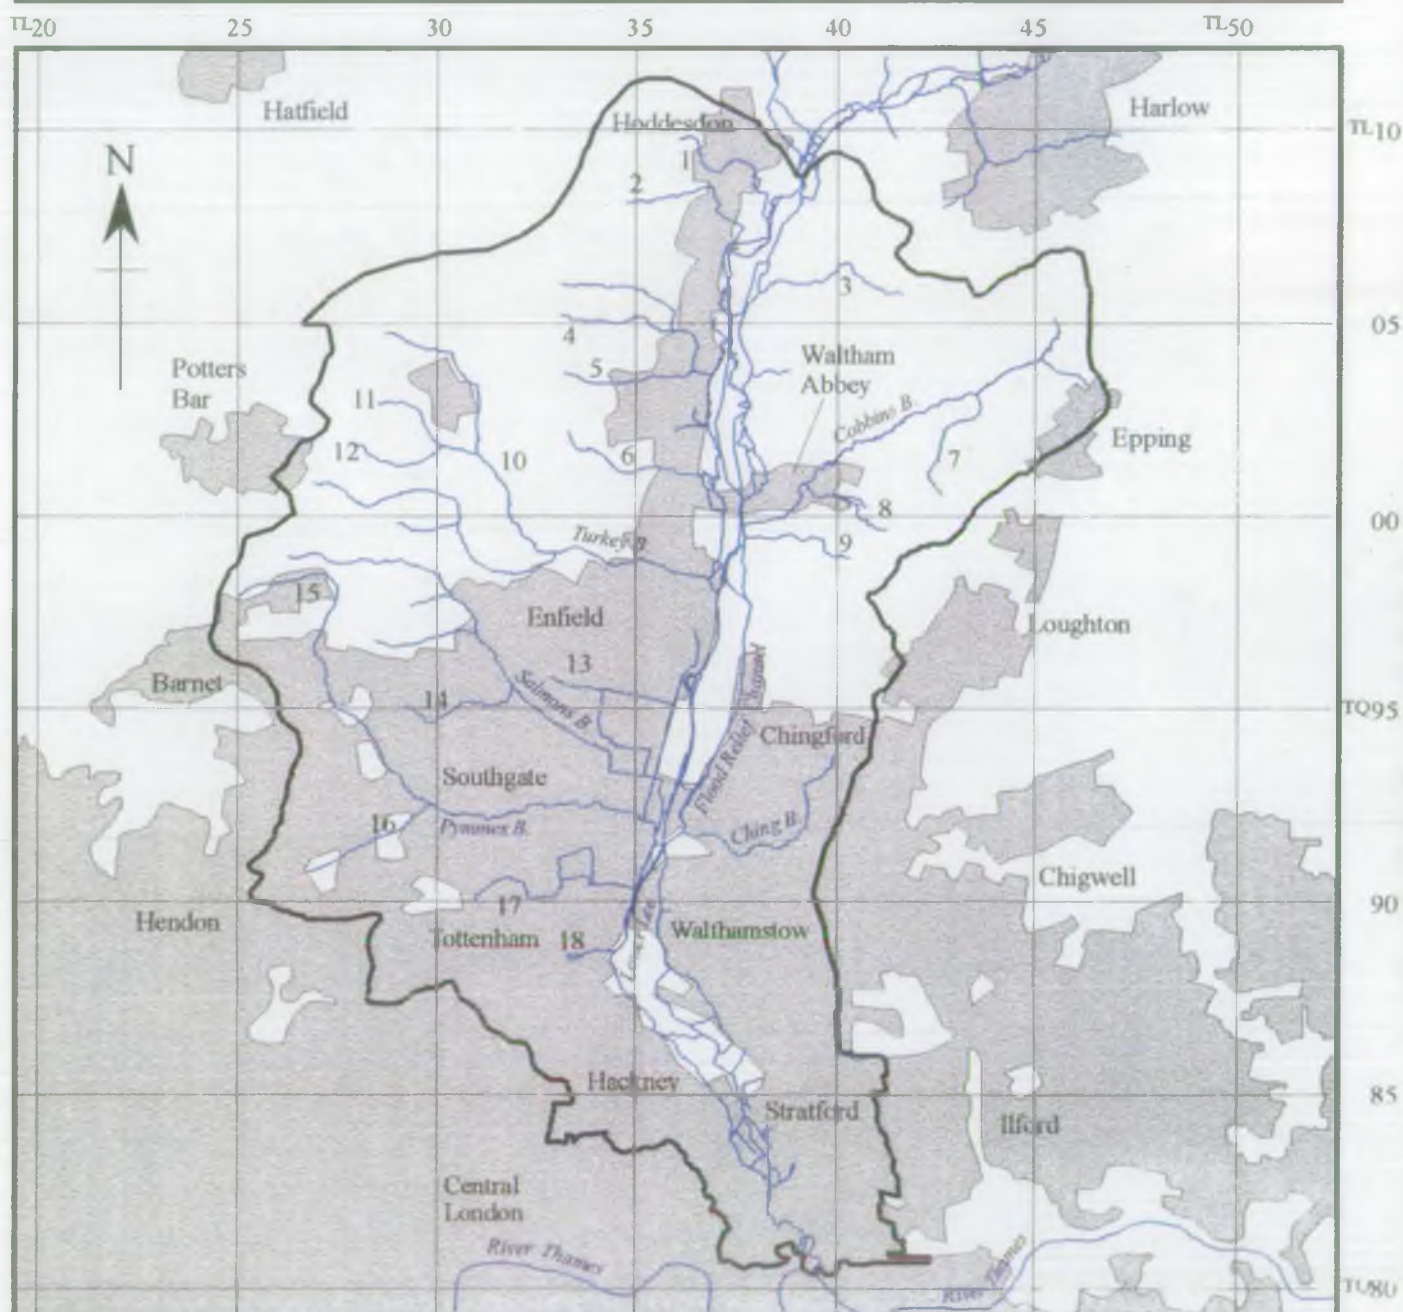 TL20 25 30 35 40 45 TL50
Hatfield
Harlow
Hoddesdon
TL10
N
1
2
3
4
05
Potters
Bar
Waltham
Abbey
5
11
Cobbins B.
Epping
12
10
6
7
8
00
Turkey B
9
15
Enfield
Loughton
13
Barnet
14
Salmons B
TQ95
Flood Relief Channel
Chingford
Southgate
16
Pymmes B.
Ching B.
Chigwell
17
90
Hendon
Tottenham
18
Walthamstow
Hackney
85
Stratford
Ilford
Central
London
River Thames
River Thames